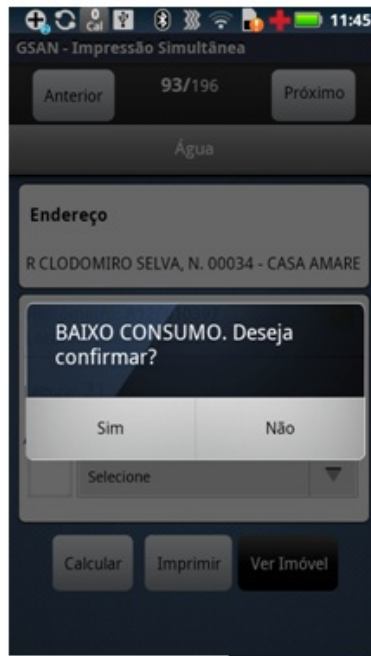 11:45
GSAN - Impressão Simultânea
Anterior
93/196
Próximo
Água
Endereço
R CLODOMIRO SELVA, N. 00034 - CASA AMARE
BAIXO CONSUMO. Deseja
confirmar?
Sim
Não
Selecione
Calcular
Imprimir
Ver Imóvel